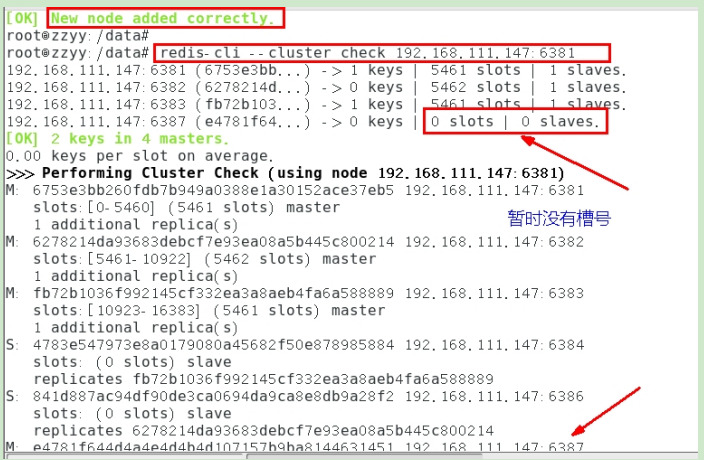 [OK] New node added correctly.
root@zzyy:/data#
root@zzyy:/data# redis-cli --cluster check 192.168.111.147:6381
192.168.111.147:6381 (6753e3bb...) -> 1 keys | 5461 slots | 1 slaves.
192.168.111.147:6382 (6278214d...) -> 0 keys | 5462 slots | 1 slaves.
192.168.111.147:6383 (fb72b103...) -> 1 keys | 5461 slots | 1 slaves.
192.168.111.147:6387 (e4781f64...) -> 0 keys | 0 slots | 0 slaves.
[OK] 2 keys in 4 masters.
0.00 keys per slot on average.
>>> Performing Cluster Check (using node 192.168.111.147:6381)
M: 6753e3bb260fdb7b949a0388e1a30152ace37eb5 192.168.111.147:6381
slots:[0-5460] (5461 slots) master
1 additional replica(s)
暂时没有槽号
M: 6278214da93683debcf7e93ea08a5b445c800214 192.168.111.147:6382
slots:[5461-10922] (5462 slots) master
1 additional replica(s)
M: fb72b1036f992145cf332ea3a8aeb4fa6a588889 192.168.111.147:6383
slots:[10923-16383] (5461 slots) master
1 additional replica(s)
S: 4783e547973e8a0179080a45682f50e878985884 192.168.111.147:6384
slots: (0 slots) slave
replicates fb72b1036f992145cf332ea3a8aeb4fa6a588889
S: 841d887ac94df90de3ca0694da9ca8e8db9a28f2 192.168.111.147:6386
slots: (0 slots) slave
replicates 6278214da93683debcf7e93ea08a5b445c800214
M: e4781f644d4a4e4d4b4d107157b9ba8144631451 192.168.111.147:6387